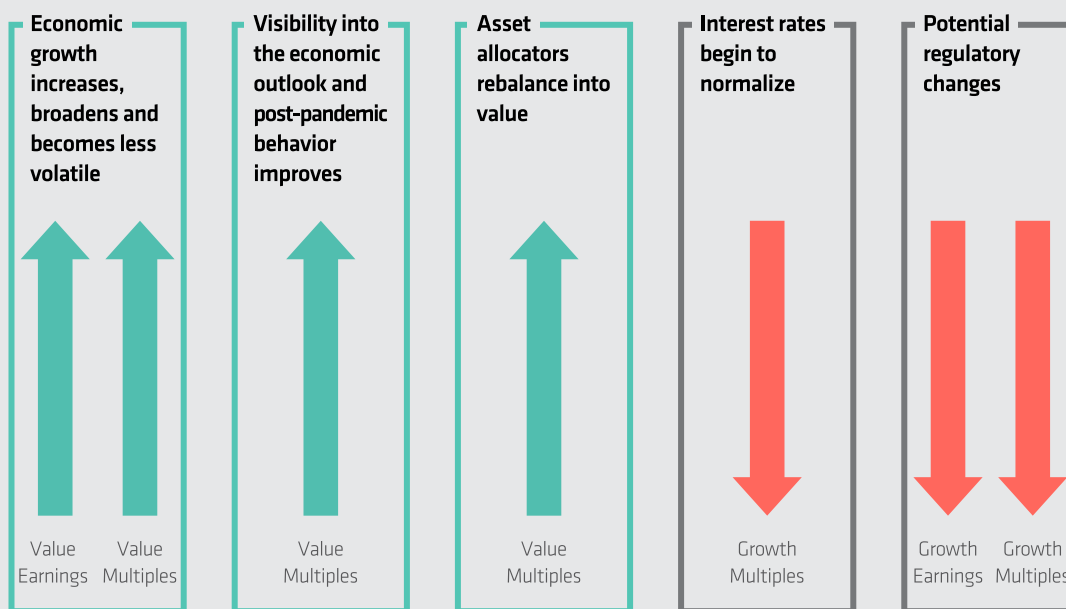 Economic
growth
increases,
broadens and
becomes less
volatile
Value
Earnings
Value
Multiples
Visibility into
the economic
outlook and
post-pandemic
behavior
improves
Value
Multiples
Asset
allocators
rebalance into
value
Value
Multiples
Interest rates
begin to
normalize
Growth
Multiples
Potential
regulatory
changes
Growth
Earnings
Growth
Multiples